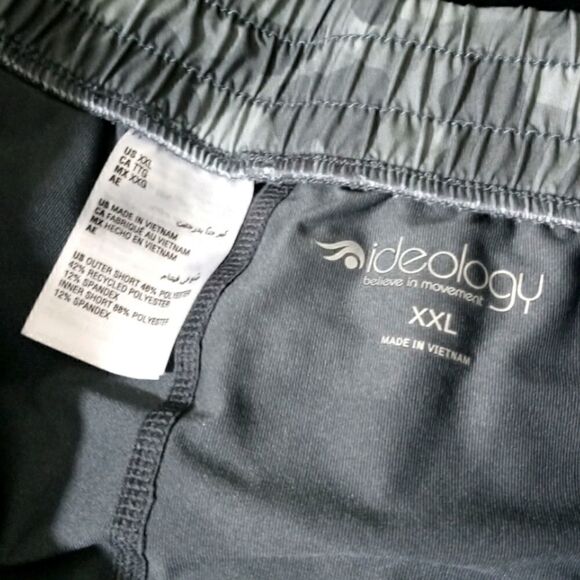 US XXL
CA TTG
MX XXG
AE
US MADE IN VIETNAM
CA FABRIQUÉ AU VIETNAM
MX HECHO EN VIETNAM
AE
US OUTER SHORT 46% POLYESTER
42% RECYCLED POLYESTER
12% SPANDEX
INNER SHORT 88% POLYESTER
12% SPANDEX
ideology
believe in movement
XXL
MADE IN VIETNAM